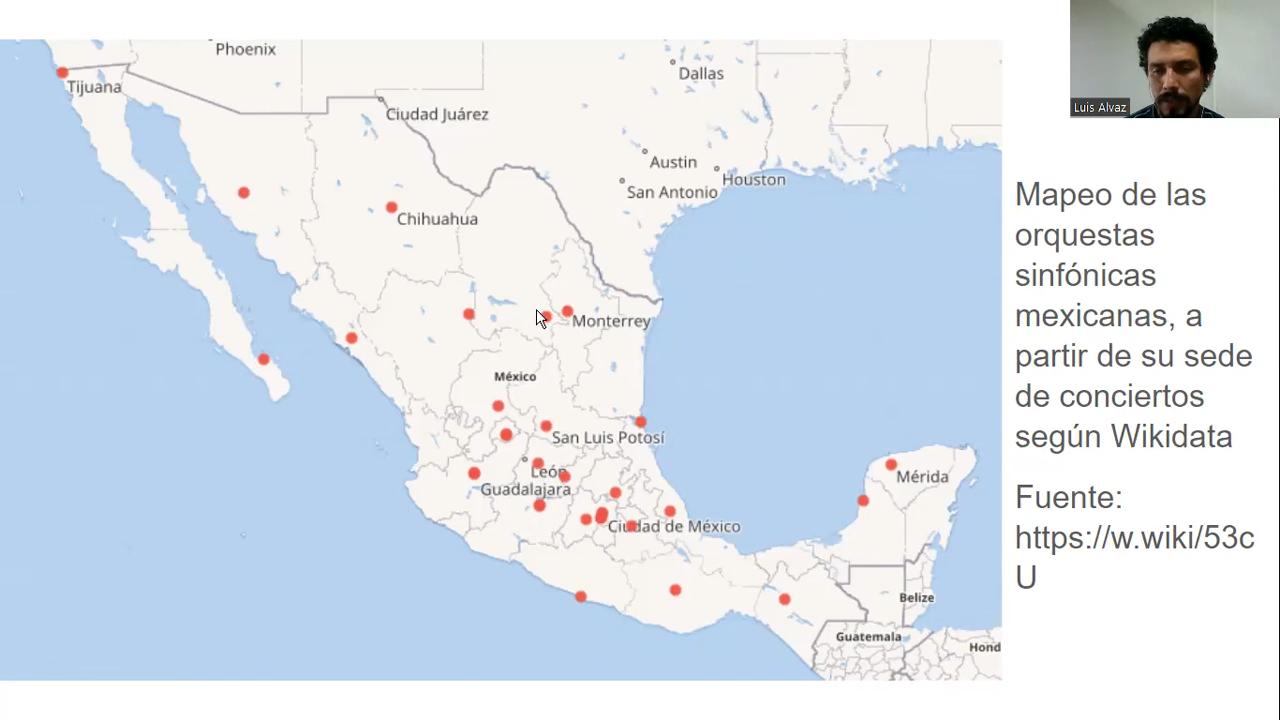 Phoenix
Dallas
Tijuana
Luis Alvaz
Ciudad Juárez
Austin
Houston
San Antonio
Chihuahua
Mapeo de las
orquestas
sinfónicas
mexicanas, a
partir de su sede
de conciertos
según Wikidata
Monterrey
México
San Luis Potosí
León
Mérida
Guadalajara
Fuente:
https://w.wiki/53c
U
Ciudad de México
Belize
Guatemala
Hond